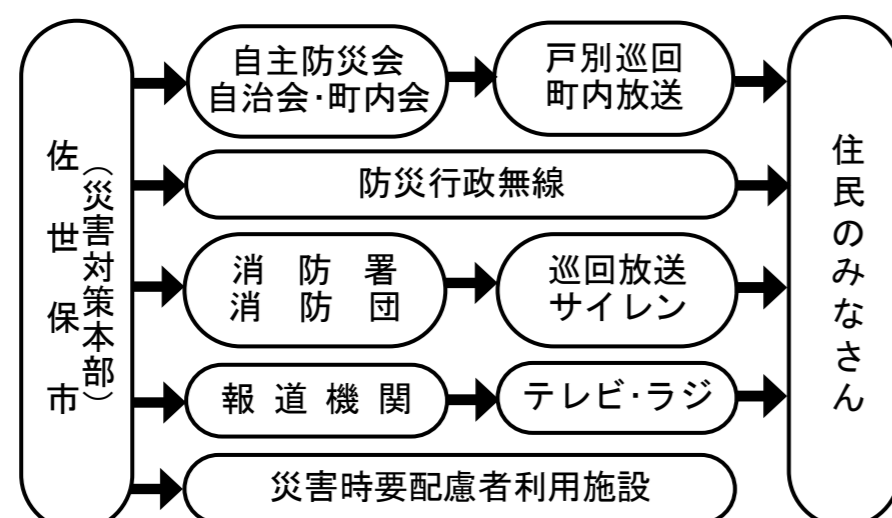 佐世保市
（災害対策本部）
自主防災会
自治会・町内会
戸別巡回
町内放送
防災行政無線
消防署
消防団
巡回放送
サイレン
報道機関
テレビ・ラジ
災害時要配慮者利用施設
住民のみなさん